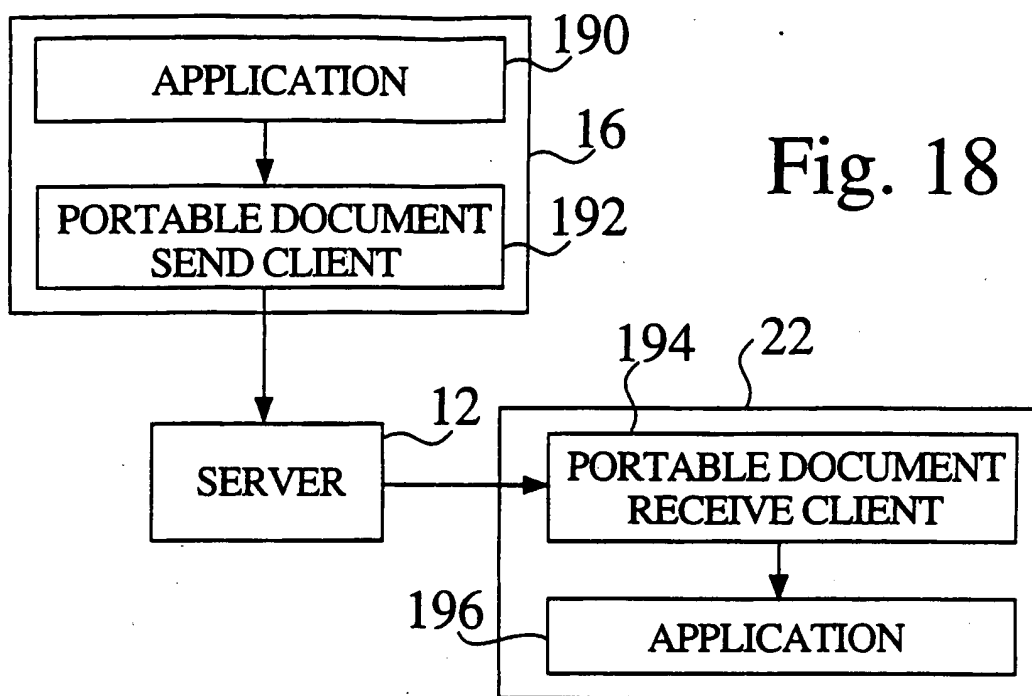 190
APPLICATION
16
Fig. 18
PORTABLE DOCUMENT
SEND CLIENT
192
194
22
12
SERVER
PORTABLE DOCUMENT
RECEIVE CLIENT
196
APPLICATION